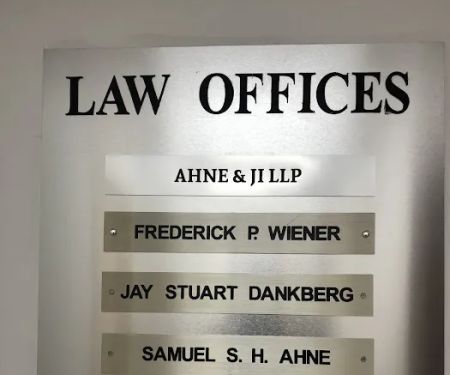 LAW OFFICES
AHNE & JI LLP
FREDERICK P. WIENER
JAY STUART DANKBERG
SAMUEL S. H. AHNE